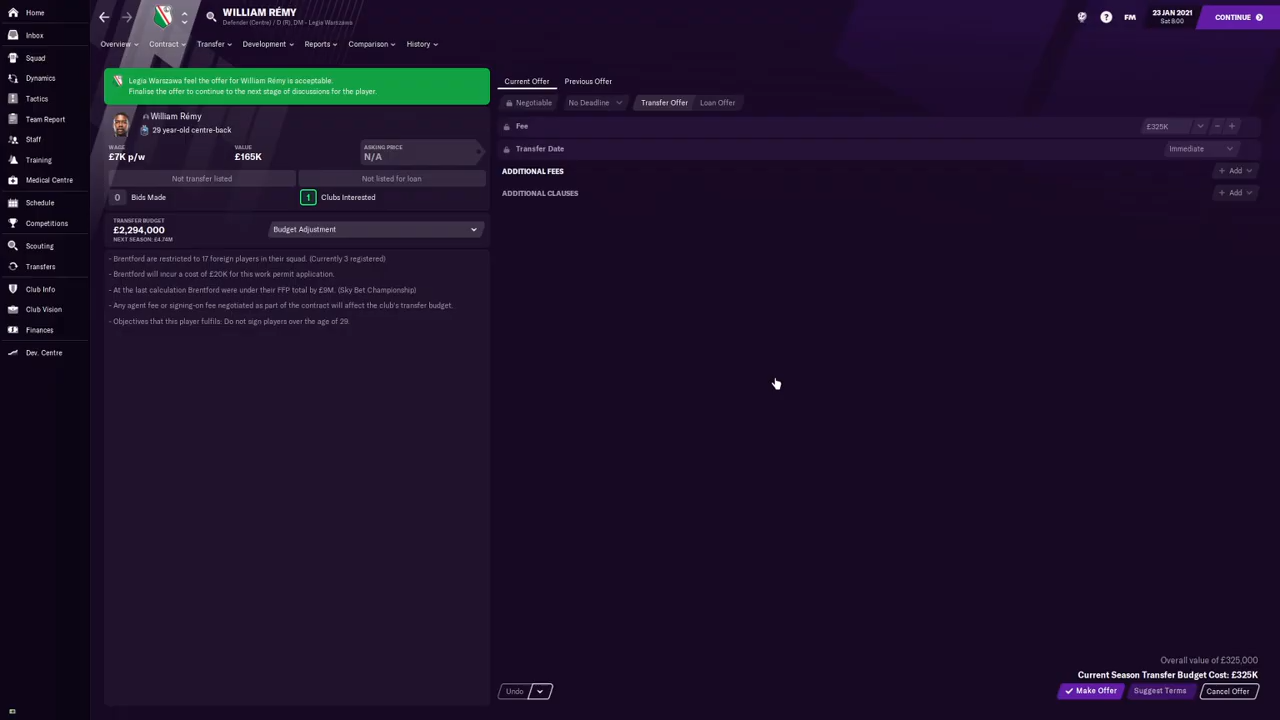 Home
Inbox
Squad
Dynamics
Tactics
Team Report
Staff
Training
Medical Centre
Schedule
Competitions
Scouting
Transfers
Club Info
Club Vision
Finances
Dev. Centre
WILLIAM RÉMY
Defender (Centre) / D (R), DM - Legia Warszawa
FM
23 JAN 2021
Sat 8:00
CONTINUE
Overview
Contract
Transfer
Development
Reports
Comparison
History
Legia Warszawa feel the offer for William Rémy is acceptable.
Finalise the offer to continue to the next stage of discussions for the player.
William Rémy
29 year-old centre-back
WAGE
£7K p/w
VALUE
£165K
ASKING PRICE
N/A
Not transfer listed
Not listed for loan
0 Bids Made
1 Clubs Interested
TRANSFER BUDGET
£2,294,000
NEXT SEASON: £4.74M
Budget Adjustment
- Brentford are restricted to 17 foreign players in their squad. (Currently 3 registered)
- Brentford will incur a cost of £20K for this work permit application.
- At the last calculation Brentford were under their FFP total by £9M. (Sky Bet Championship)
- Any agent fee or signing-on fee negotiated as part of the contract will affect the club's transfer budget.
- Objectives that this player fulfils: Do not sign players over the age of 29.
Current Offer
Previous Offer
Negotiable
No Deadline
Transfer Offer
Loan Offer
Fee
£325K
Transfer Date
Immediate
ADDITIONAL FEES
+ Add
ADDITIONAL CLAUSES
+ Add
Overall value of £325,000
Current Season Transfer Budget Cost: £325K
Undo
Make Offer
Suggest Terms
Cancel Offer